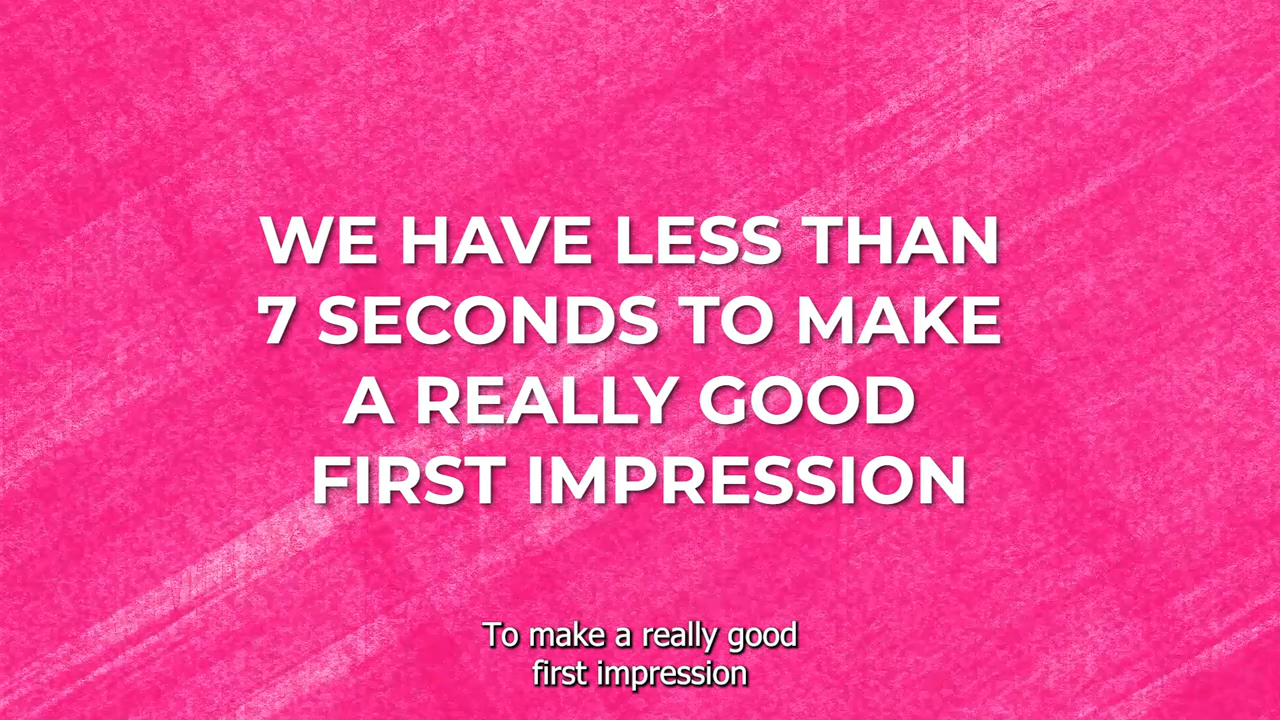 WE HAVE LESS THAN
7 SECONDS TO MAKE
A REALLY GOOD
FIRST IMPRESSION
To make a really good
first impression